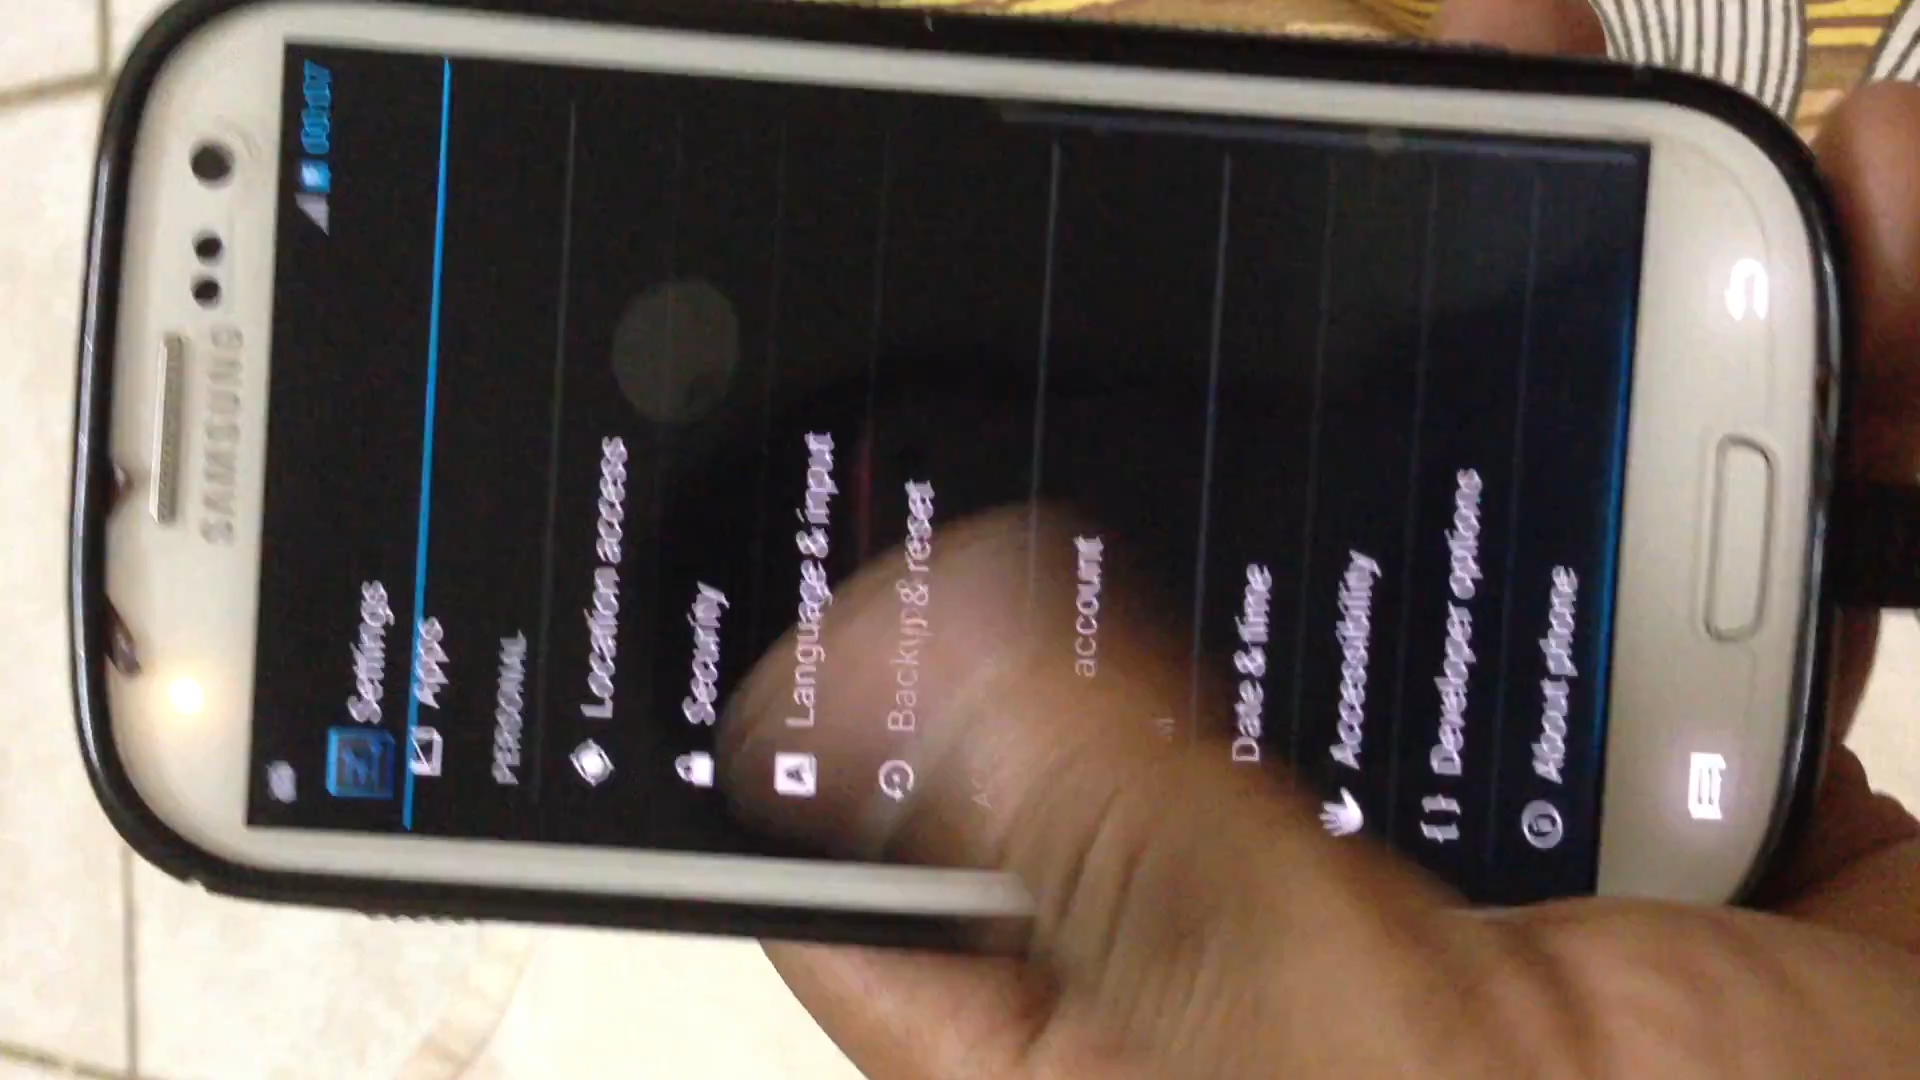 SAMSUNG
Settings
Apps
PERSONAL
Location access
Security
Language & input
Backup & reset
account
Date & time
Accessibility
Developer options
About phone